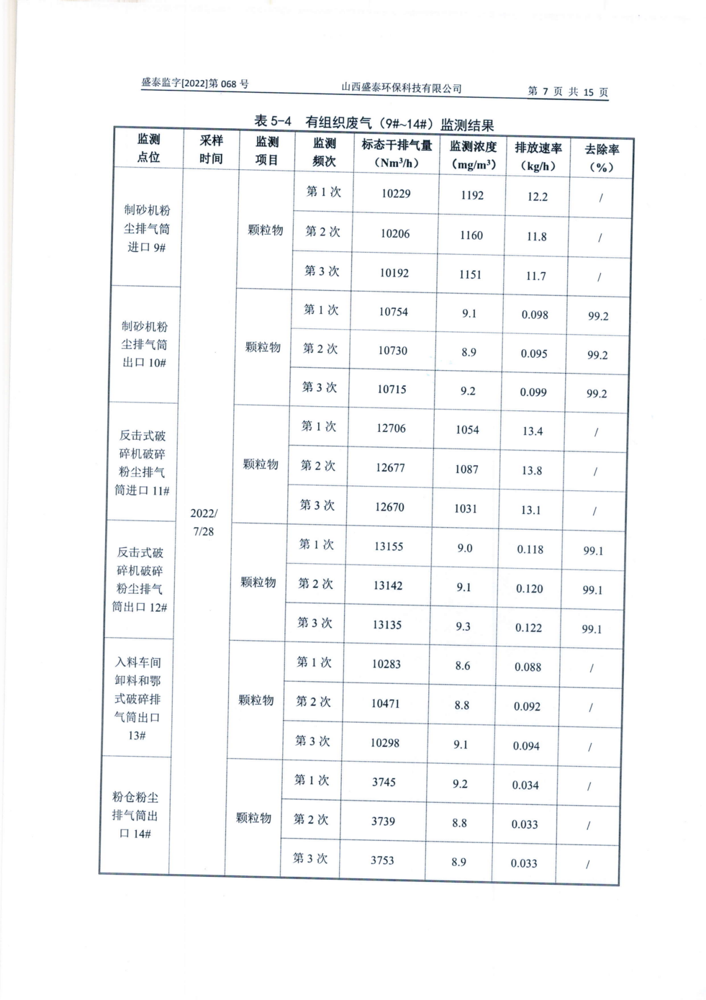 盛泰监字[2022]第 068 号 山西盛泰环保科技有限公司 第 7 页 共 15 页
表 5-4 有组织废气（9#~14#）监测结果
监测点位 采样时间 监测项目 监测频次 标态干排气量（Nm³/h） 监测浓度（mg/m³） 排放速率（kg/h） 去除率（%）
制砂机粉尘排气筒进口 9# 2022/7/28 颗粒物 第 1 次 10229 1192 12.2 /
第 2 次 10206 1160 11.8 /
第 3 次 10192 1151 11.7 /
制砂机粉尘排气筒出口 10# 颗粒物 第 1 次 10754 9.1 0.098 99.2
第 2 次 10730 8.9 0.095 99.2
第 3 次 10715 9.2 0.099 99.2
反击式破碎机破碎粉尘排气筒进口 11# 颗粒物 第 1 次 12706 1054 13.4 /
第 2 次 12677 1087 13.8 /
第 3 次 12670 1031 13.1 /
反击式破碎机破碎粉尘排气筒出口 12# 颗粒物 第 1 次 13155 9.0 0.118 99.1
第 2 次 13142 9.1 0.120 99.1
第 3 次 13135 9.3 0.122 99.1
入料车间卸料和鄂式破碎排气筒出口 13# 颗粒物 第 1 次 10283 8.6 0.088 /
第 2 次 10471 8.8 0.092 /
第 3 次 10298 9.1 0.094 /
粉仓粉尘排气筒出口 14# 颗粒物 第 1 次 3745 9.2 0.034 /
第 2 次 3739 8.8 0.033 /
第 3 次 3753 8.9 0.033 /